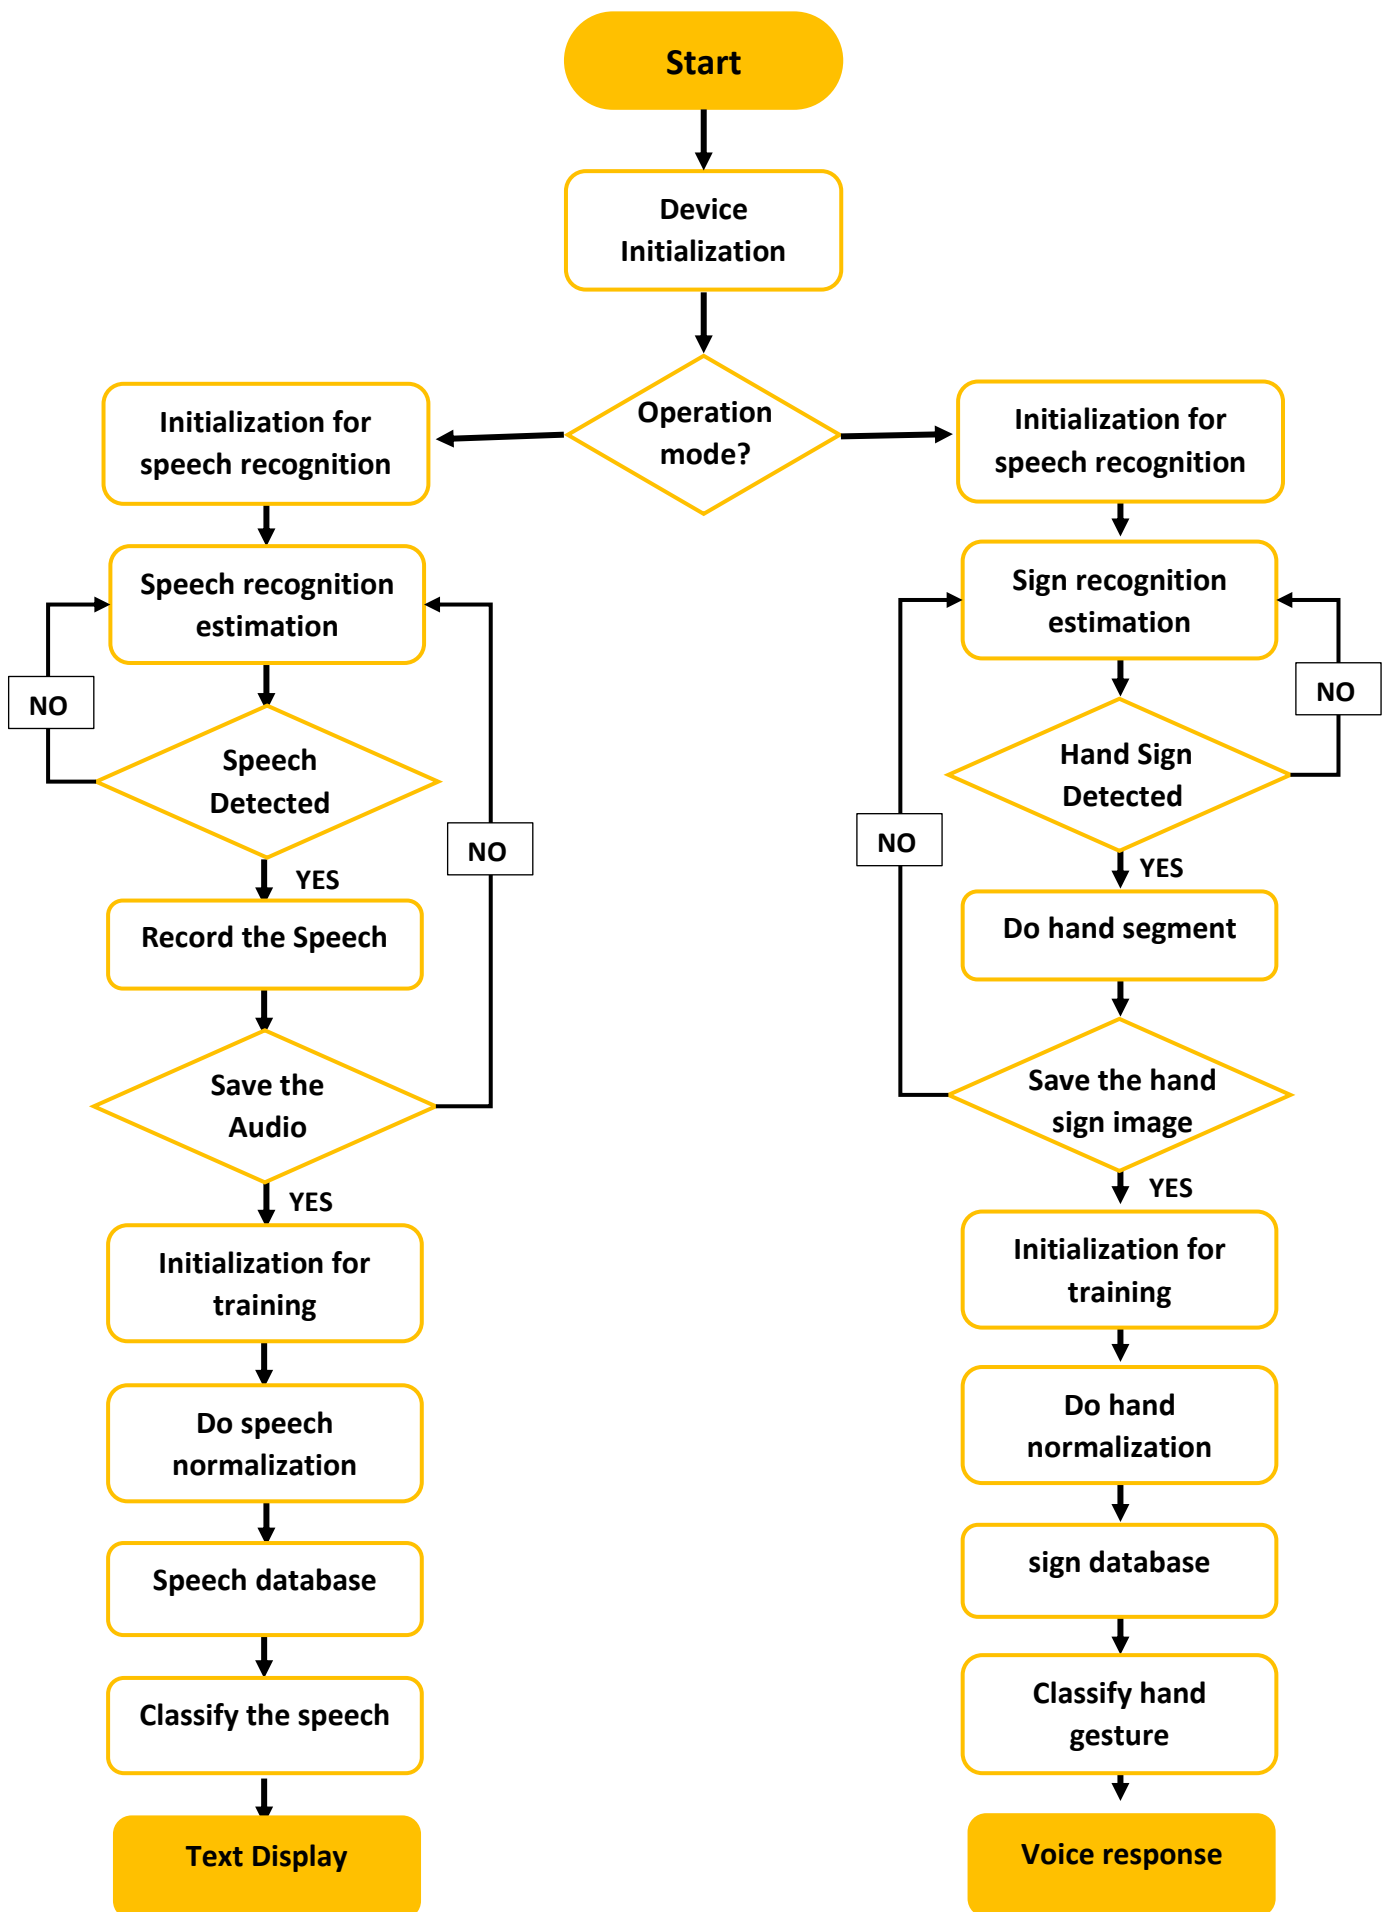 Start
Device
Initialization
Operation
mode?
Initialization for
speech recognition
Speech recognition
estimation
NO
Speech
Detected
NO
YES
Record the Speech
Save the
Audio
YES
Initialization for
training
Do speech
normalization
Speech database
Classify the speech
Text Display
Initialization for
speech recognition
Sign recognition
estimation
NO
Hand Sign
Detected
NO
YES
Do hand segment
Save the hand
sign image
YES
Initialization for
training
Do hand
normalization
sign database
Classify hand
gesture
Voice response